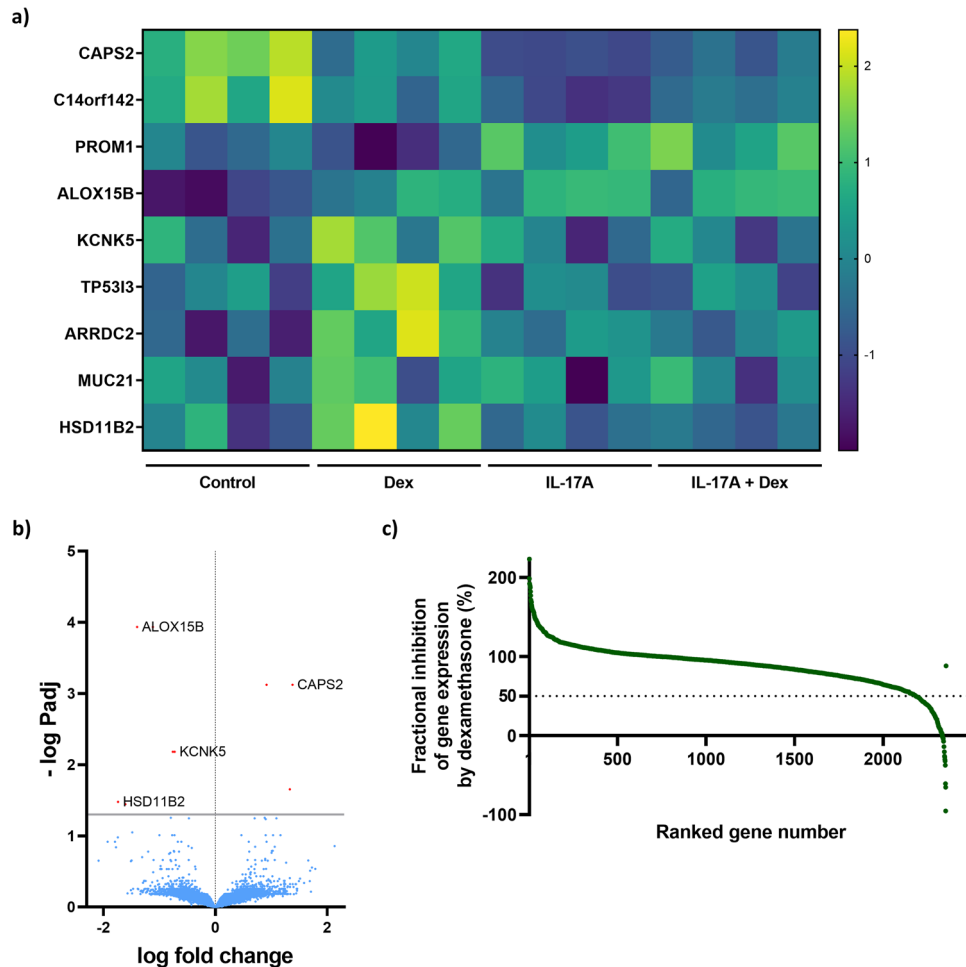 a)
CAPS2
C14orf142
PROM1
ALOX15B
KCNK5
TP53I3
ARRDC2
MUC21
HSD11B2
2
1
0
-1
Control
Dex
IL-17A
IL-17A + Dex
b)
5
4
3
2
1
0
-2
0
2
- log Padj
log fold change
ALOX15B
CAPS2
KCNK5
HSD11B2
c)
Fractional inhibition
of gene expression
by dexamethasone (%)
200
100
50
0
-100
500
1000
1500
2000
Ranked gene number